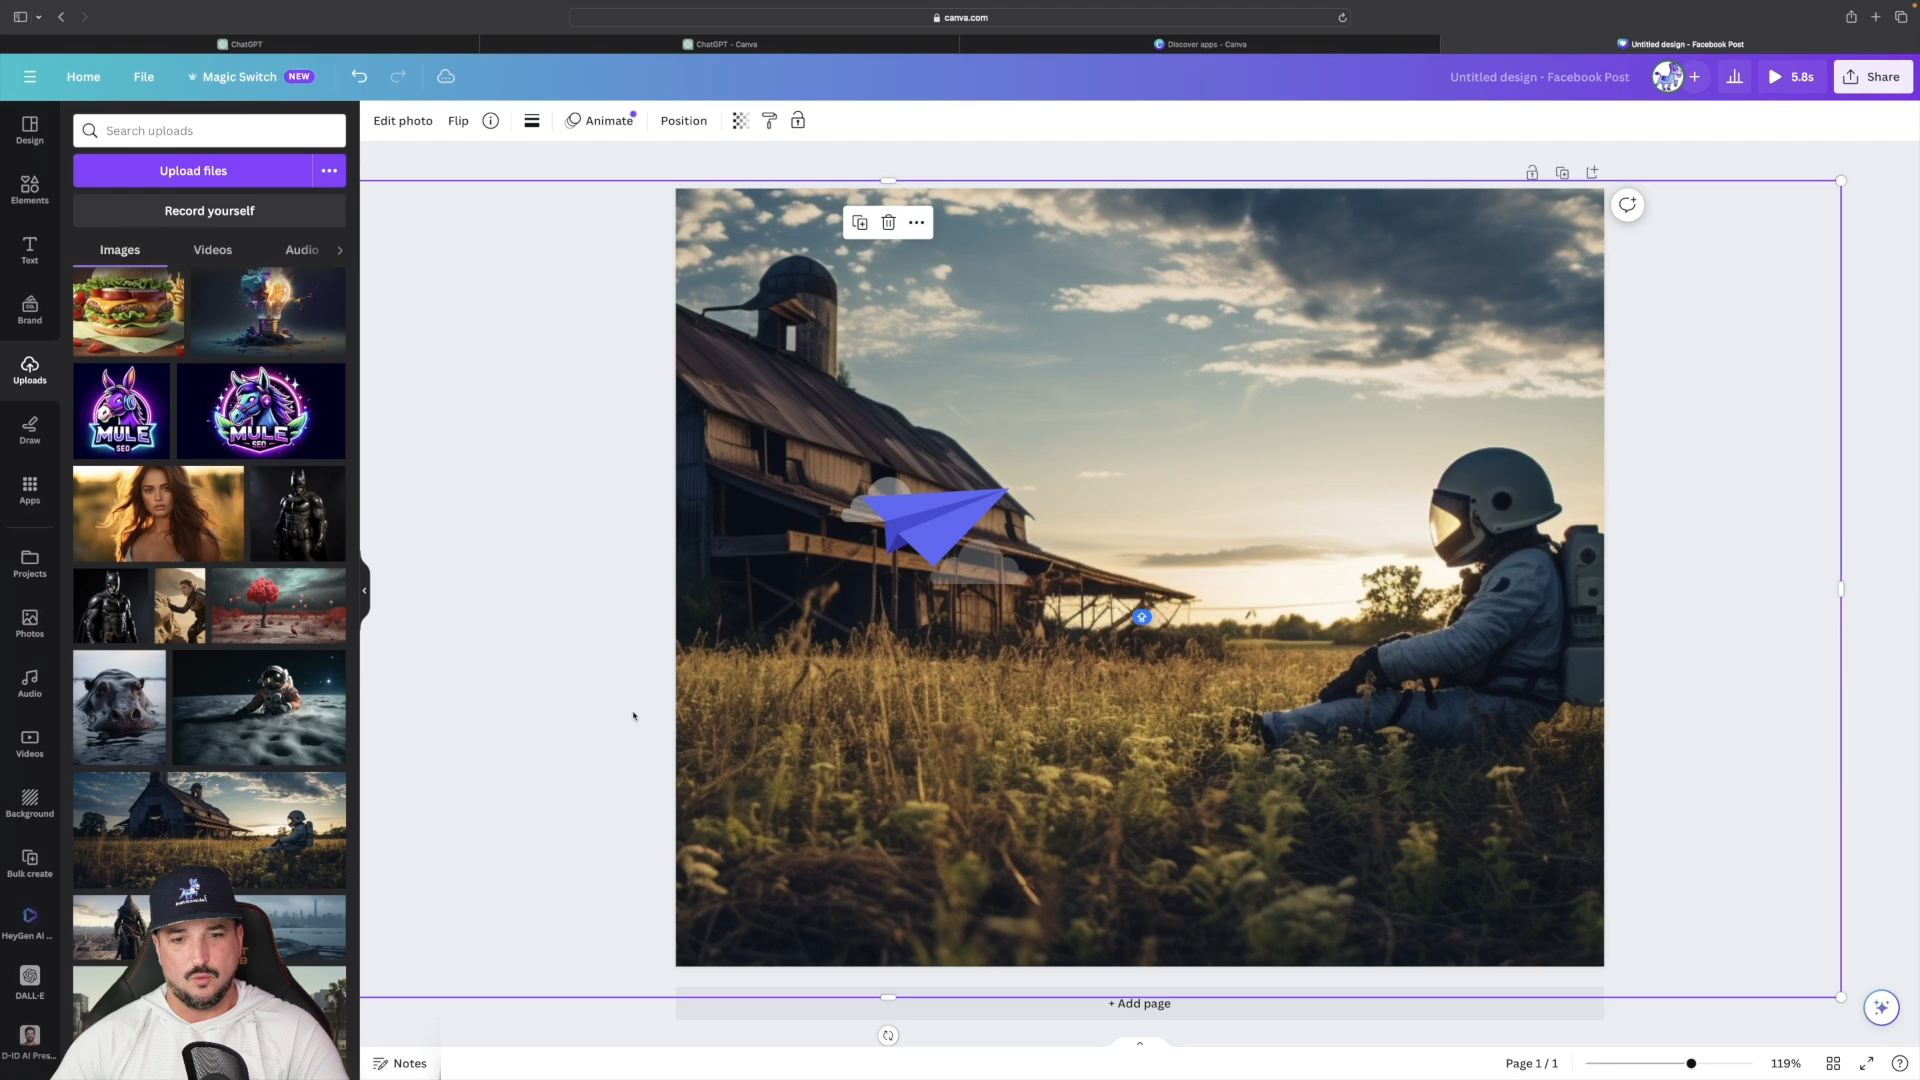 canva.com
ChatGPT
ChatGPT - Canva
Discover apps - Canva
Untitled design - Facebook Post
Home
File
Magic Switch
NEW
Untitled design - Facebook Post
5.8s
Share
Design
Elements
Text
Brand
CO.
Uploads
Draw
Apps
Projects
Photos
Audio
Videos
Background
Bulk create
HeyGen AI ...
DALL·E
D-ID AI Pres...
Search uploads
Upload files
Record yourself
Images
Videos
Audio
MULE
SEO
MULE
SEO
Edit photo
Flip
Animate
Position
+ Add page
Notes
Page 1 / 1
119%